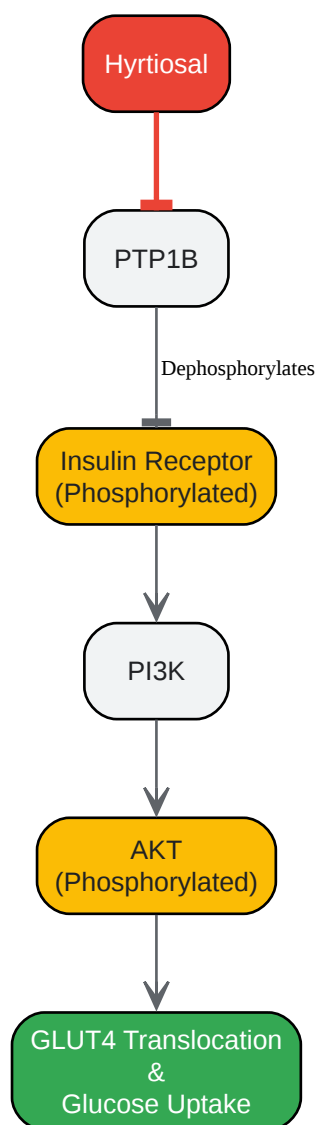 Hyrtiosal
PTP1B
Dephosphorylates
Insulin Receptor
(Phosphorylated)
PI3K
AKT
(Phosphorylated)
GLUT4 Translocation
&
Glucose Uptake